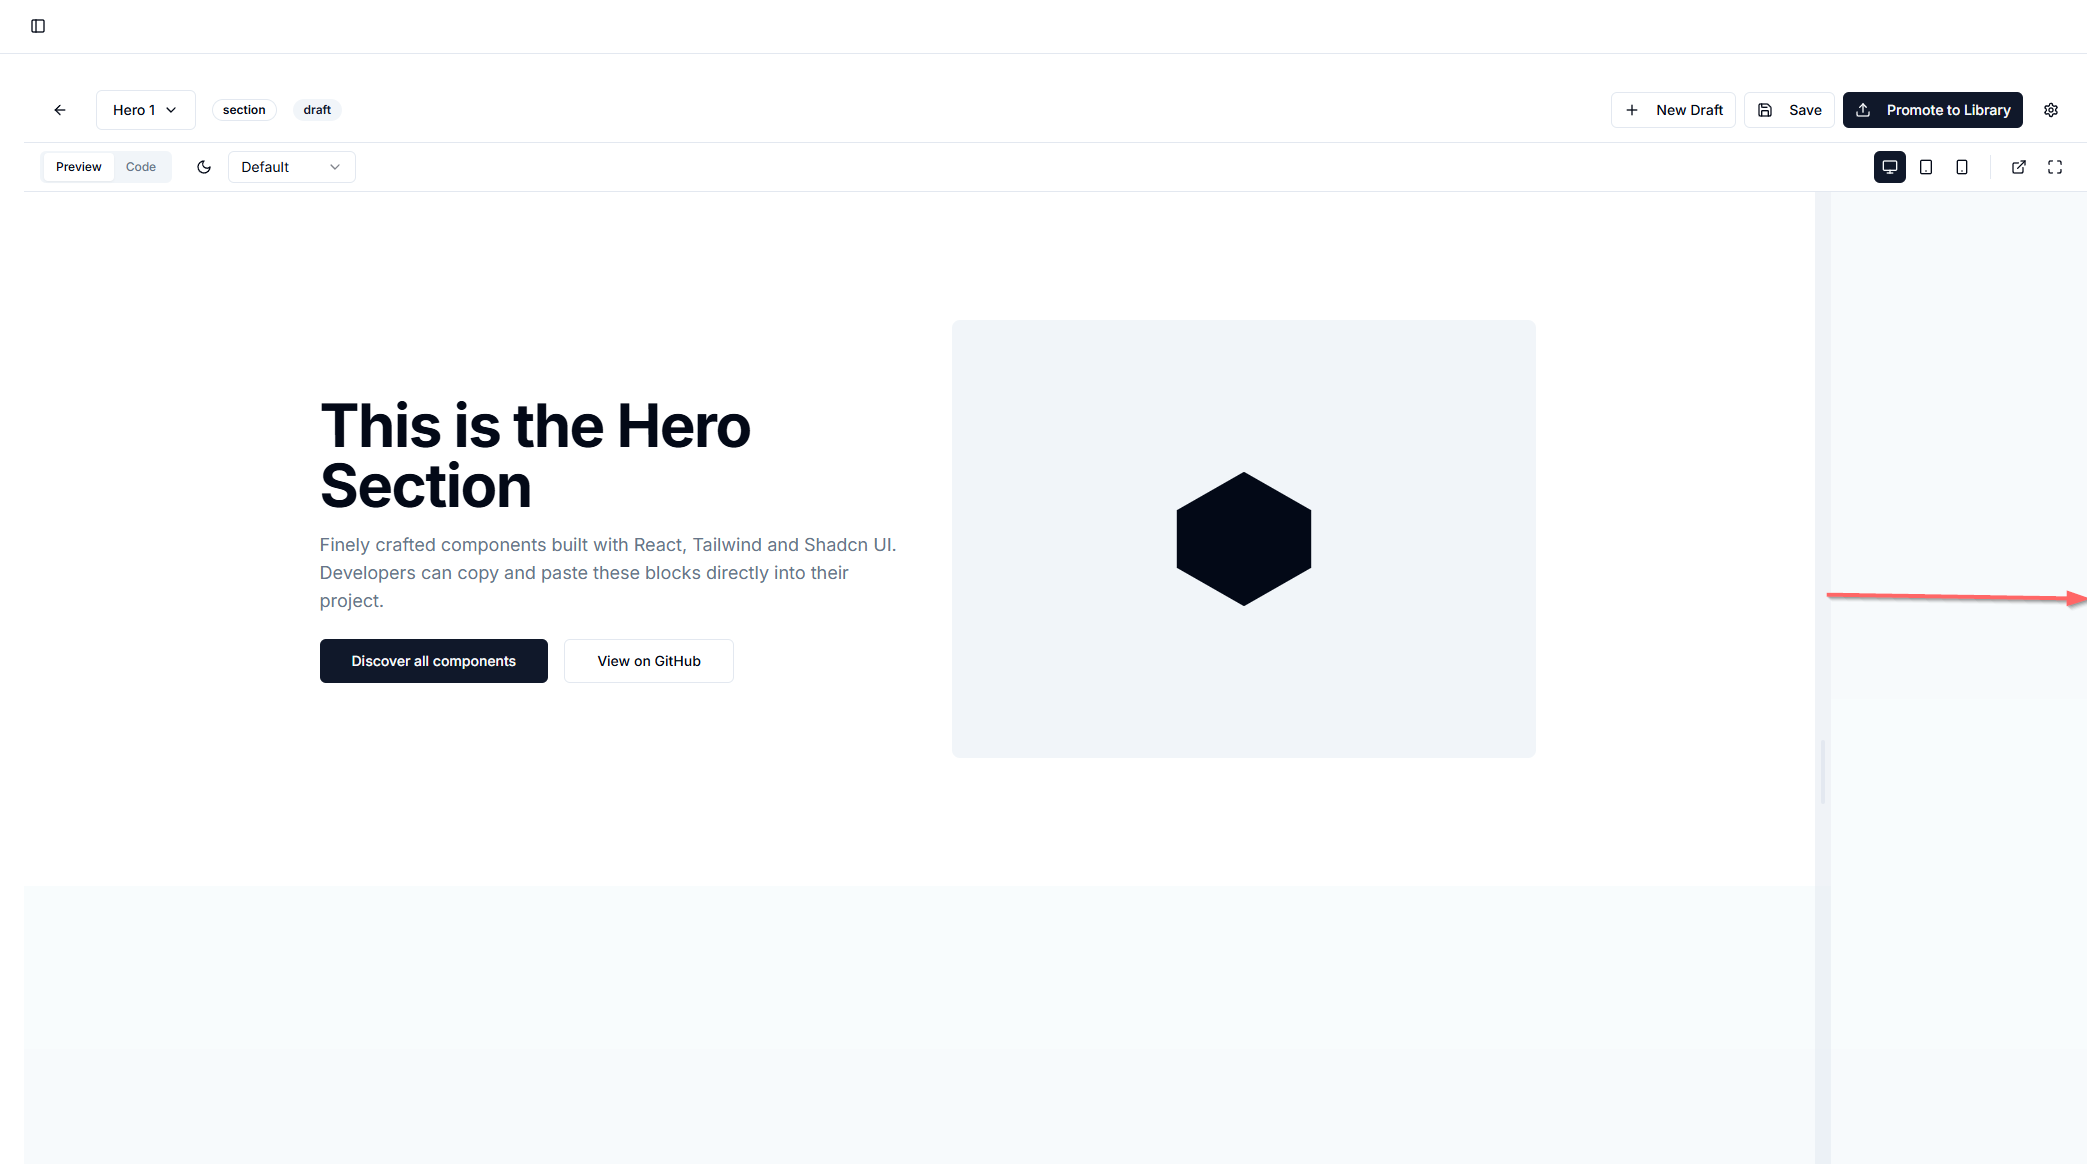 Hero 1
section
draft
New Draft
Save
Promote to Library
Preview
Code
Default
This is the Hero
Section
Finely crafted components built with React, Tailwind and Shadcn UI.
Developers can copy and paste these blocks directly into their
project.
Discover all components
View on GitHub